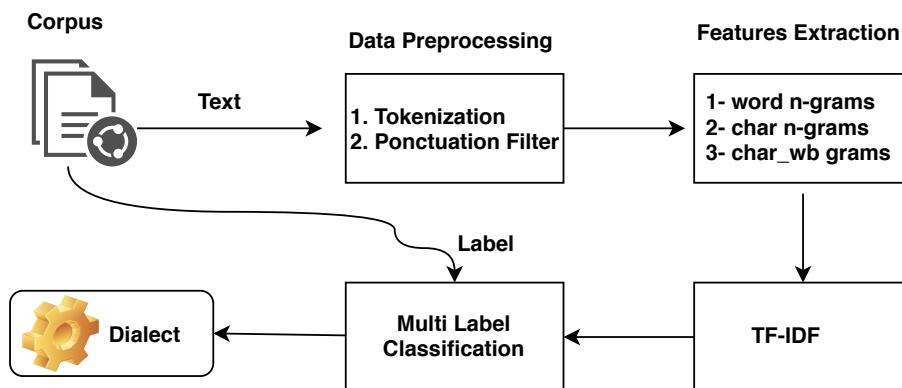 Corpus
Data Preprocessing
Features Extraction
Text
1. Tokenization
2. Ponctuation Filter
1- word n-grams
2- char n-grams
3- char_wb grams
Label
Dialect
Multi Label
Classification
TF-IDF